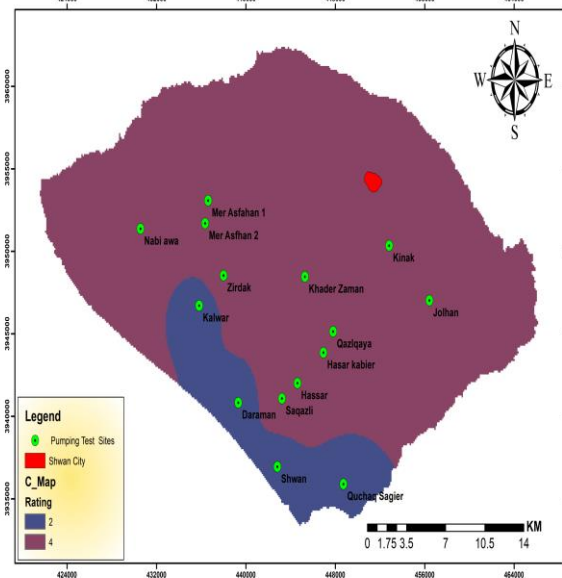 N
W E
S
3960000
3955000
3950000
3945000
3940000
3935000
Mer Asfahan 1
Mer Asfhan 2
Nabi awa
Kinak
Zirdak
Khader Zaman
Jolhan
Kalwar
Qazlqaya
Hasar kabier
Hassar
Saqazli
Daraman
Shwan
Quchan Sagier
Legend
Pumping Test Sites
Shwan City
C_Map
Rating
2
4
KM
0 1.75 3.5 7 10.5 14
424000 432000 440000 448000 456000 464000